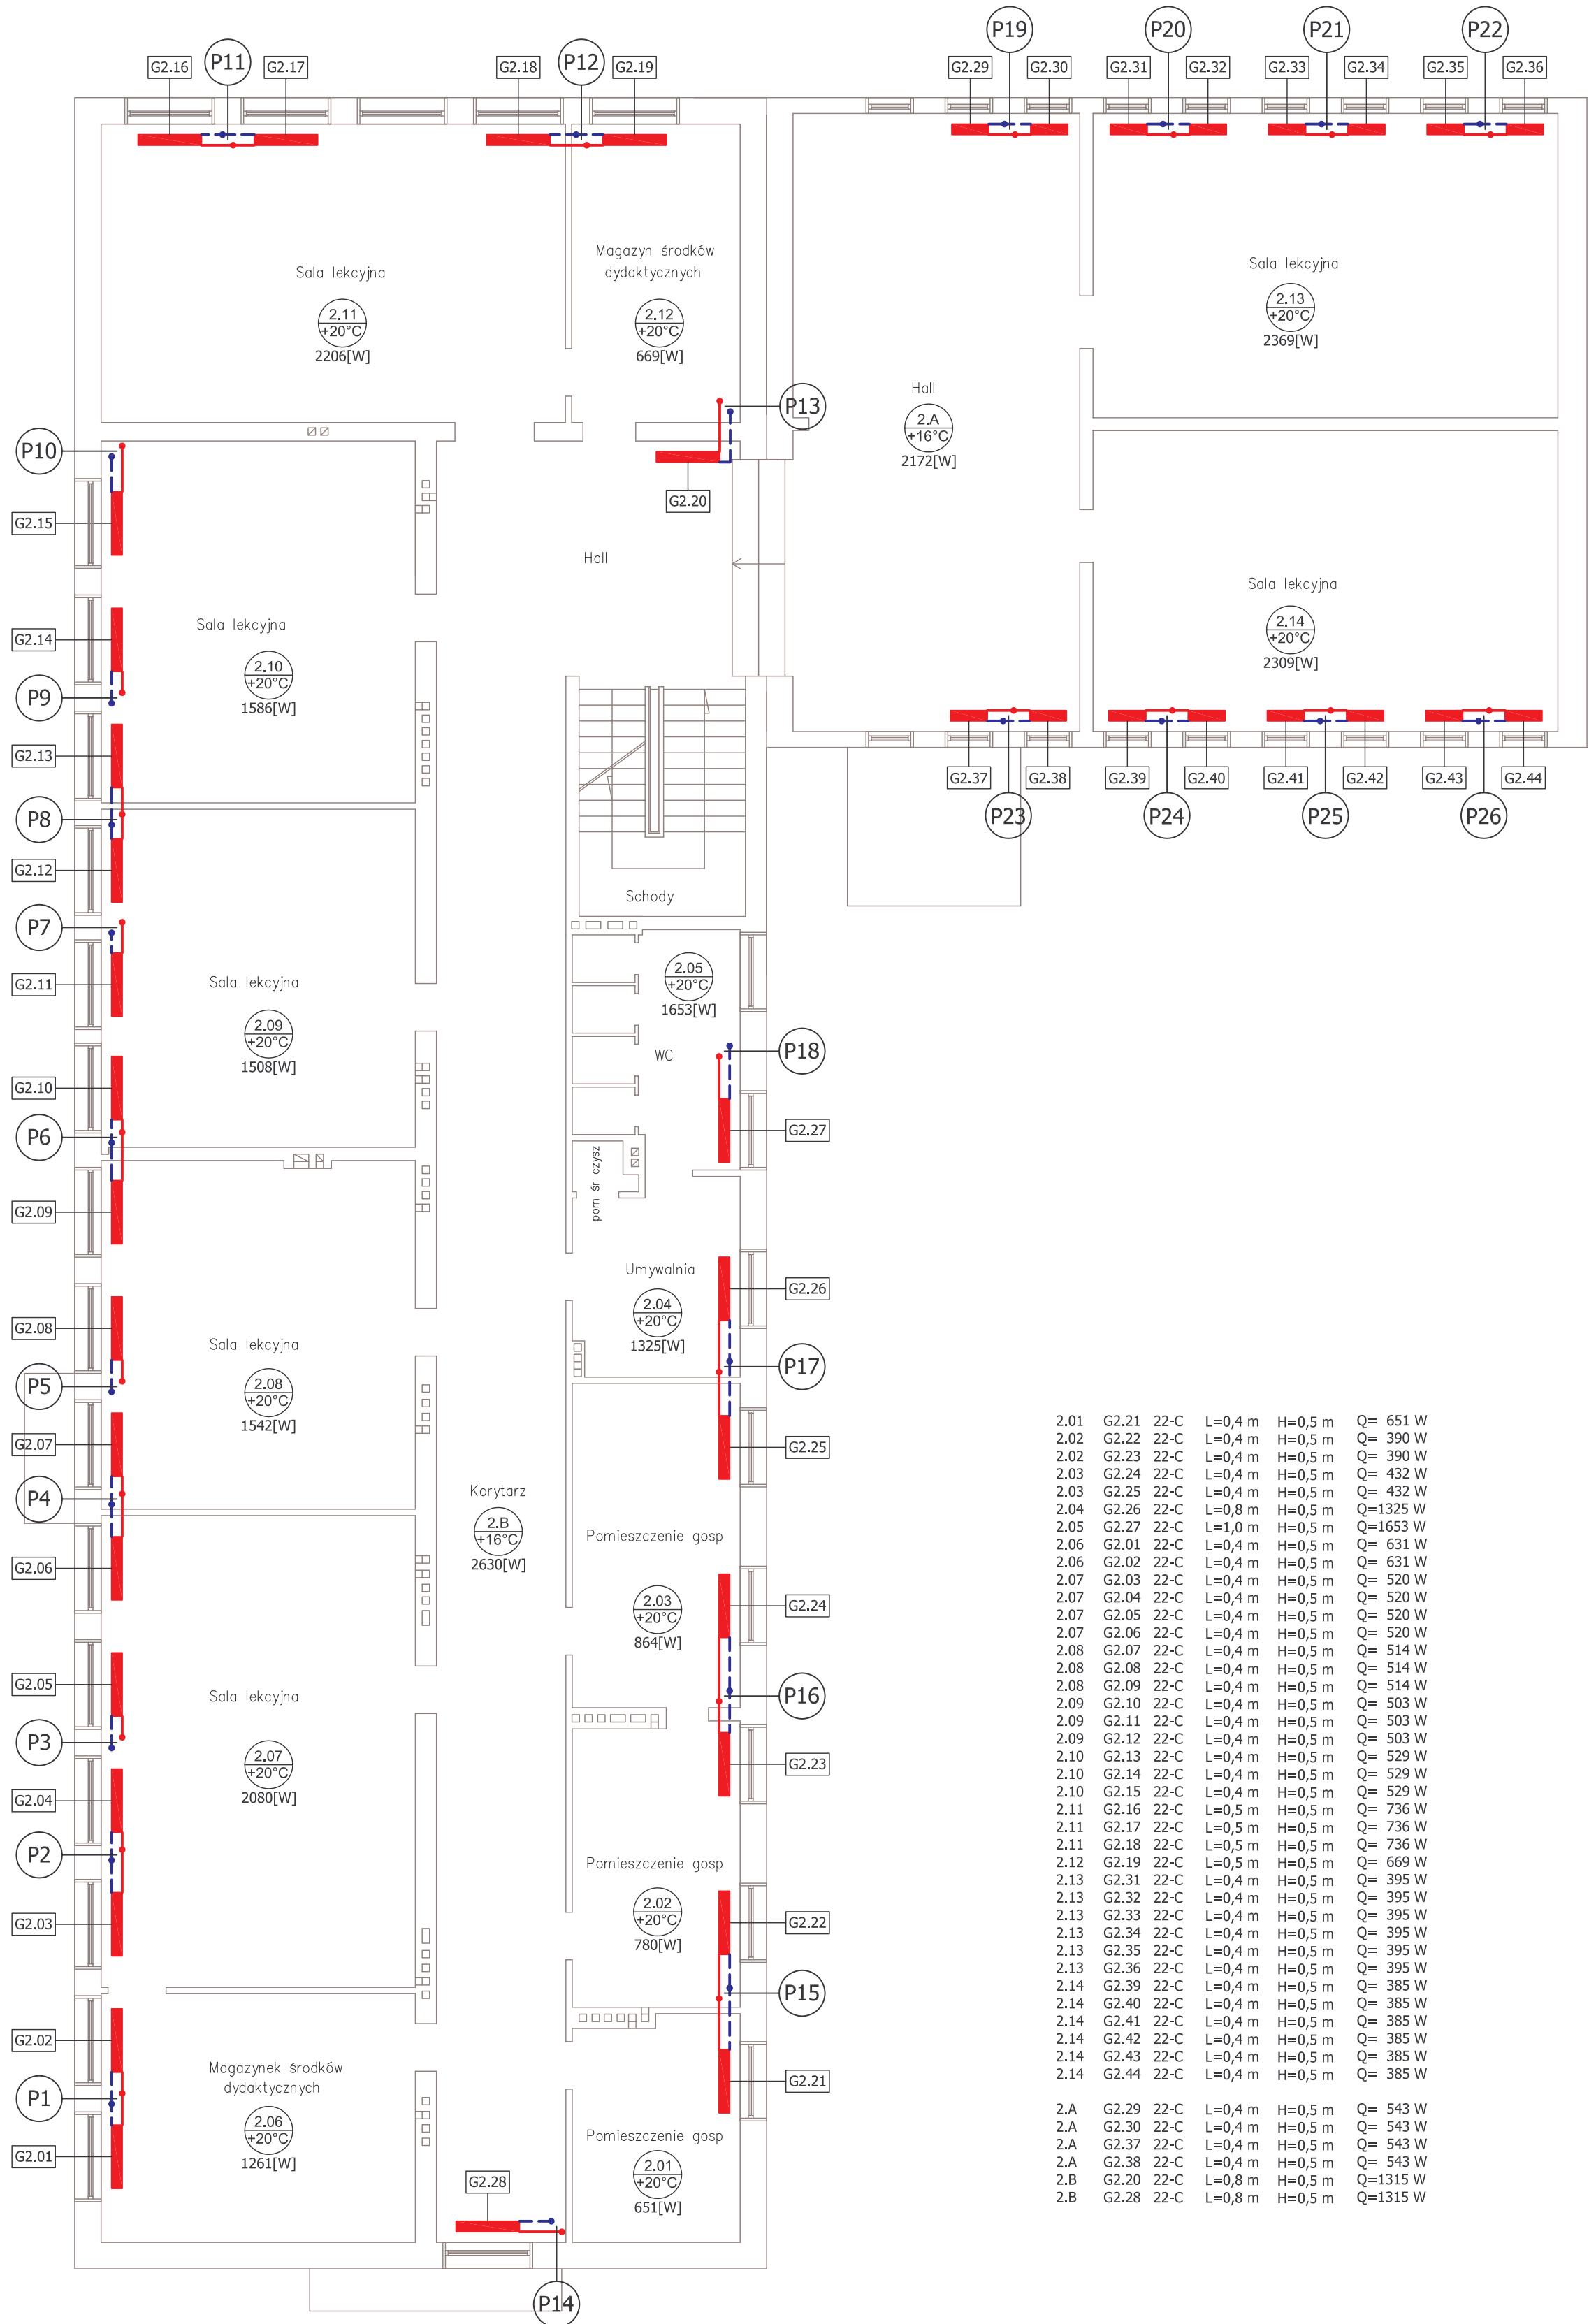 P19
P20
P21
P22
P11
P12
G2.16
G2.17
G2.18
G2.19
G2.29
G2.30
G2.31
G2.32
G2.33
G2.34
G2.35
G2.36
Sala lekcyjna
2.11
+20°C
2206[W]
Magazyn środków
dydaktycznych
2.12
+20°C
669[W]
Sala lekcyjna
2.13
+20°C
2369[W]
Hall
2.A
+16°C
2172[W]
P13
G2.20
Hall
P10
G2.15
G2.14
Sala lekcyjna
2.10
+20°C
1586[W]
P9
G2.13
Sala lekcyjna
2.14
+20°C
2309[W]
G2.37
G2.38
G2.39
G2.40
G2.41
G2.42
G2.43
G2.44
P23
P24
P25
P26
P8
G2.12
Schody
P7
G2.11
Sala lekcyjna
2.09
+20°C
1508[W]
G2.10
P6
2.05
+20°C
1653[W]
WC
P18
G2.27
pom śr czysz
G2.09
G2.08
Sala lekcyjna
2.08
+20°C
1542[W]
P5
G2.07
P4
Umywalnia
2.04
+20°C
1325[W]
G2.26
P17
G2.25
Korytarz
2.B
+16°C
2630[W]
Pomieszczenie gosp
2.03
+20°C
864[W]
G2.24
P16
G2.23
G2.06
G2.05
Sala lekcyjna
2.07
+20°C
2080[W]
P3
G2.04
P2
G2.03
Pomieszczenie gosp
2.02
+20°C
780[W]
G2.22
P15
G2.21
G2.02
P1
G2.01
Magazynek środków
dydaktycznych
2.06
+20°C
1261[W]
Pomieszczenie gosp
2.01
+20°C
651[W]
G2.28
P14
2.01 G2.21 22-C L=0,4 m H=0,5 m Q= 651 W
2.02 G2.22 22-C L=0,4 m H=0,5 m Q= 390 W
2.02 G2.23 22-C L=0,4 m H=0,5 m Q= 390 W
2.03 G2.24 22-C L=0,4 m H=0,5 m Q= 432 W
2.03 G2.25 22-C L=0,4 m H=0,5 m Q= 432 W
2.04 G2.26 22-C L=0,8 m H=0,5 m Q=1325 W
2.05 G2.27 22-C L=1,0 m H=0,5 m Q=1653 W
2.06 G2.01 22-C L=0,4 m H=0,5 m Q= 631 W
2.06 G2.02 22-C L=0,4 m H=0,5 m Q= 631 W
2.07 G2.03 22-C L=0,4 m H=0,5 m Q= 520 W
2.07 G2.04 22-C L=0,4 m H=0,5 m Q= 520 W
2.07 G2.05 22-C L=0,4 m H=0,5 m Q= 520 W
2.07 G2.06 22-C L=0,4 m H=0,5 m Q= 520 W
2.08 G2.07 22-C L=0,4 m H=0,5 m Q= 514 W
2.08 G2.08 22-C L=0,4 m H=0,5 m Q= 514 W
2.08 G2.09 22-C L=0,4 m H=0,5 m Q= 514 W
2.09 G2.10 22-C L=0,4 m H=0,5 m Q= 503 W
2.09 G2.11 22-C L=0,4 m H=0,5 m Q= 503 W
2.09 G2.12 22-C L=0,4 m H=0,5 m Q= 503 W
2.10 G2.13 22-C L=0,4 m H=0,5 m Q= 529 W
2.10 G2.14 22-C L=0,4 m H=0,5 m Q= 529 W
2.10 G2.15 22-C L=0,4 m H=0,5 m Q= 529 W
2.11 G2.16 22-C L=0,5 m H=0,5 m Q= 736 W
2.11 G2.17 22-C L=0,5 m H=0,5 m Q= 736 W
2.11 G2.18 22-C L=0,5 m H=0,5 m Q= 736 W
2.12 G2.19 22-C L=0,5 m H=0,5 m Q= 669 W
2.13 G2.31 22-C L=0,4 m H=0,5 m Q= 395 W
2.13 G2.32 22-C L=0,4 m H=0,5 m Q= 395 W
2.13 G2.33 22-C L=0,4 m H=0,5 m Q= 395 W
2.13 G2.34 22-C L=0,4 m H=0,5 m Q= 395 W
2.13 G2.35 22-C L=0,4 m H=0,5 m Q= 395 W
2.13 G2.36 22-C L=0,4 m H=0,5 m Q= 395 W
2.14 G2.39 22-C L=0,4 m H=0,5 m Q= 385 W
2.14 G2.40 22-C L=0,4 m H=0,5 m Q= 385 W
2.14 G2.41 22-C L=0,4 m H=0,5 m Q= 385 W
2.14 G2.42 22-C L=0,4 m H=0,5 m Q= 385 W
2.14 G2.43 22-C L=0,4 m H=0,5 m Q= 385 W
2.14 G2.44 22-C L=0,4 m H=0,5 m Q= 385 W
2.A G2.29 22-C L=0,4 m H=0,5 m Q= 543 W
2.A G2.30 22-C L=0,4 m H=0,5 m Q= 543 W
2.A G2.37 22-C L=0,4 m H=0,5 m Q= 543 W
2.A G2.38 22-C L=0,4 m H=0,5 m Q= 543 W
2.B G2.20 22-C L=0,8 m H=0,5 m Q=1315 W
2.B G2.28 22-C L=0,8 m H=0,5 m Q=1315 W